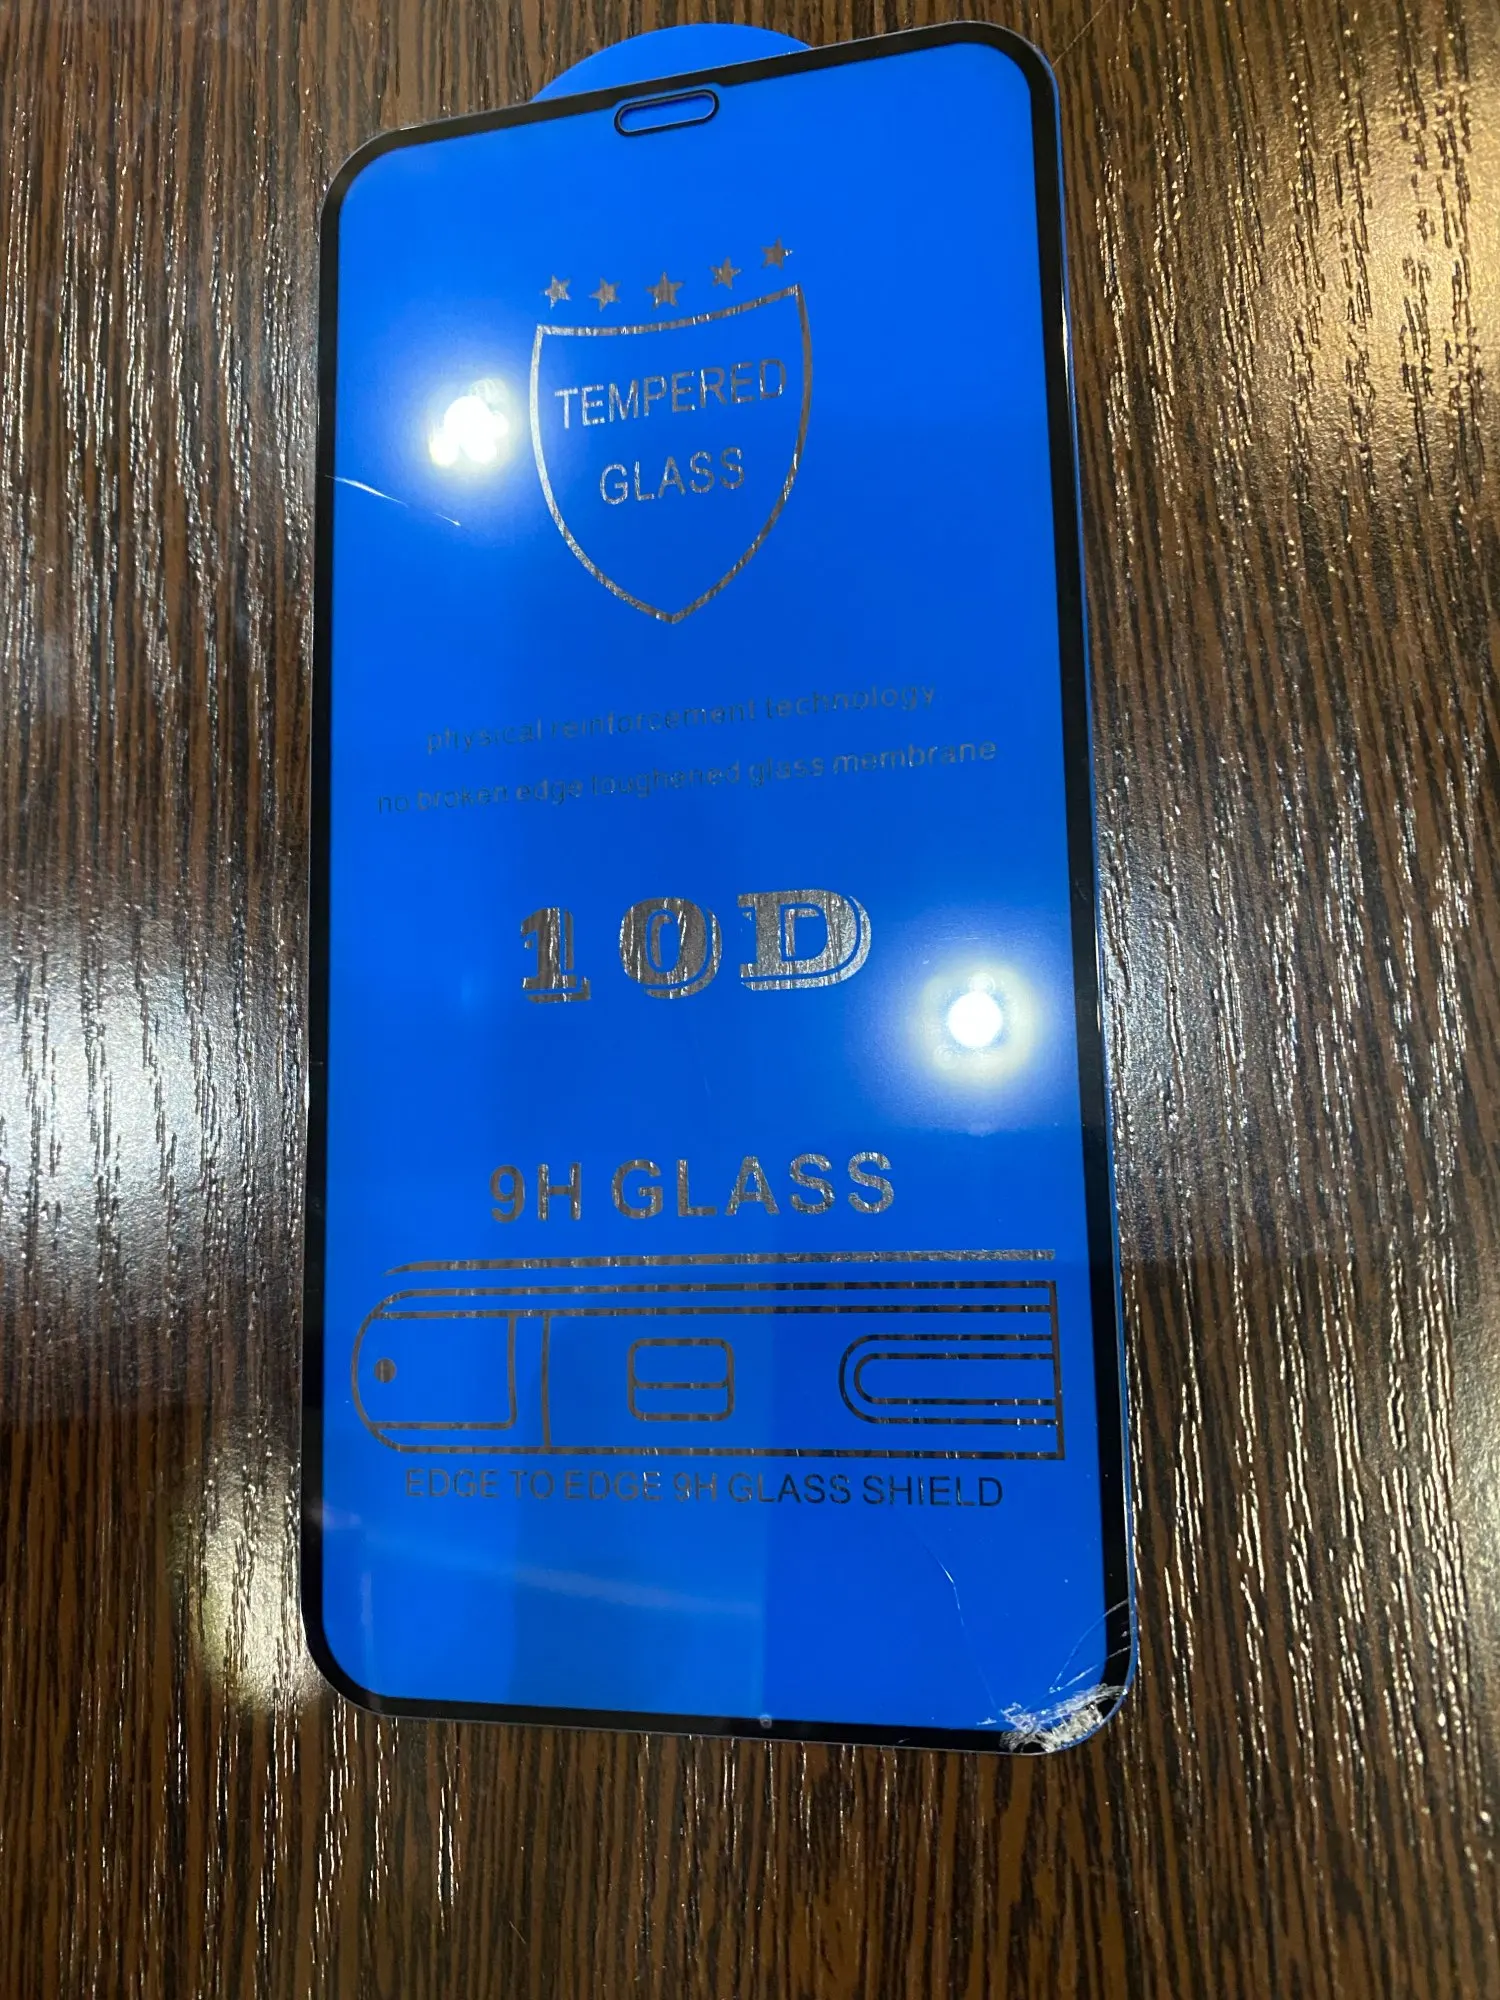 TEMPERED
GLASS
physical reinforcement technology
no broken edge toughened glass membrane
10D
9H GLASS
EDGE TO EDGE 9H GLASS SHIELD